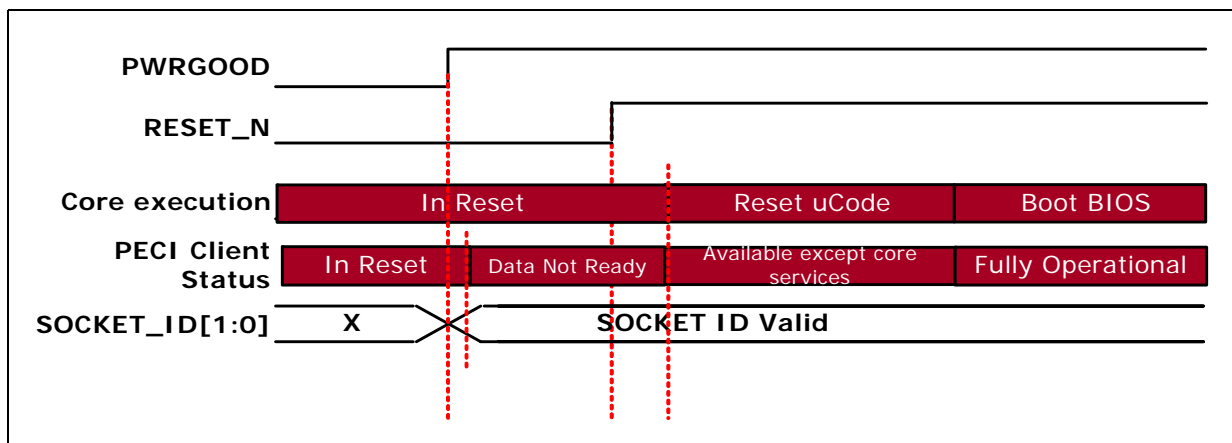 PWRGOOD
RESET_N
Core execution
In Reset
Reset uCode
Boot BIOS
PECI Client
Status
In Reset
Data Not Ready
Available except core
services
Fully Operational
SOCKET_ID[1:0]
X
SOCKET ID Valid